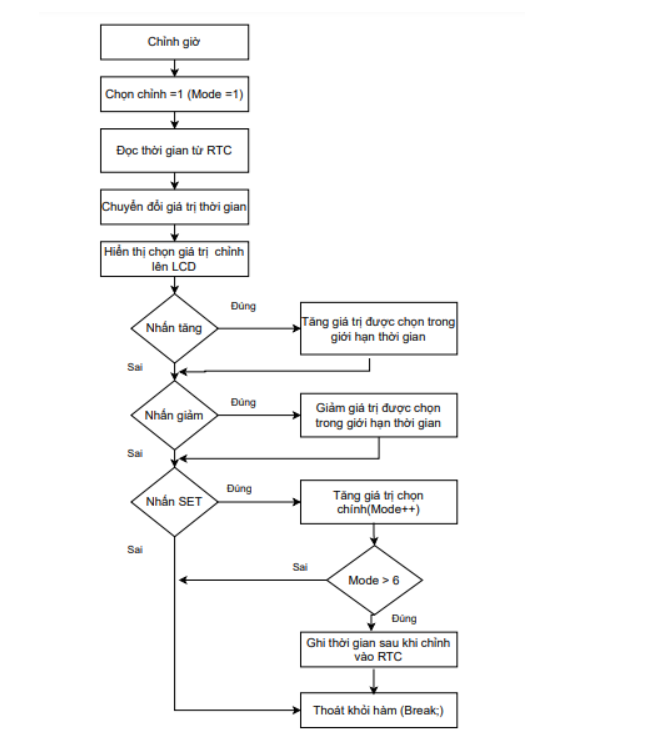 Chỉnh giờ
Chọn chỉnh =1 (Mode =1)
Đọc thời gian từ RTC
Chuyển đổi giá trị thời gian
Hiển thị chọn giá trị chỉnh
lên LCD
Nhấn tăng
Đúng
Tăng giá trị được chọn trong
giới hạn thời gian
Sai
Nhấn giảm
Đúng
Giảm giá trị được chọn
trong giới hạn thời gian
Sai
Nhấn SET
Đúng
Tăng giá trị chọn
chính(Mode++)
Sai
Sai
Mode > 6
Đúng
Ghi thời gian sau khi chỉnh
vào RTC
Thoát khỏi hàm (Break;)